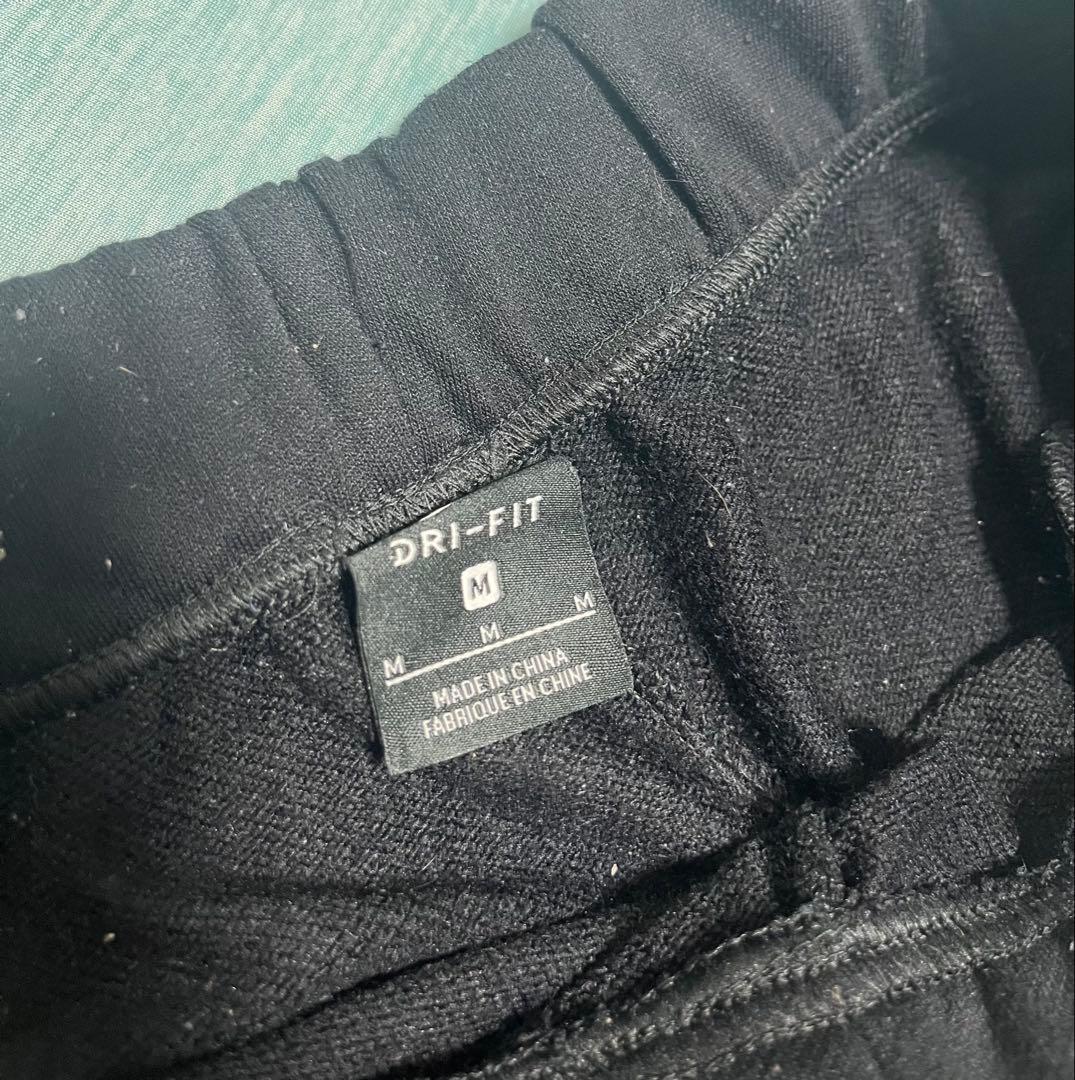 DRI-FIT
M
M M M
MADE IN CHINA
FABRIQUE EN CHINE